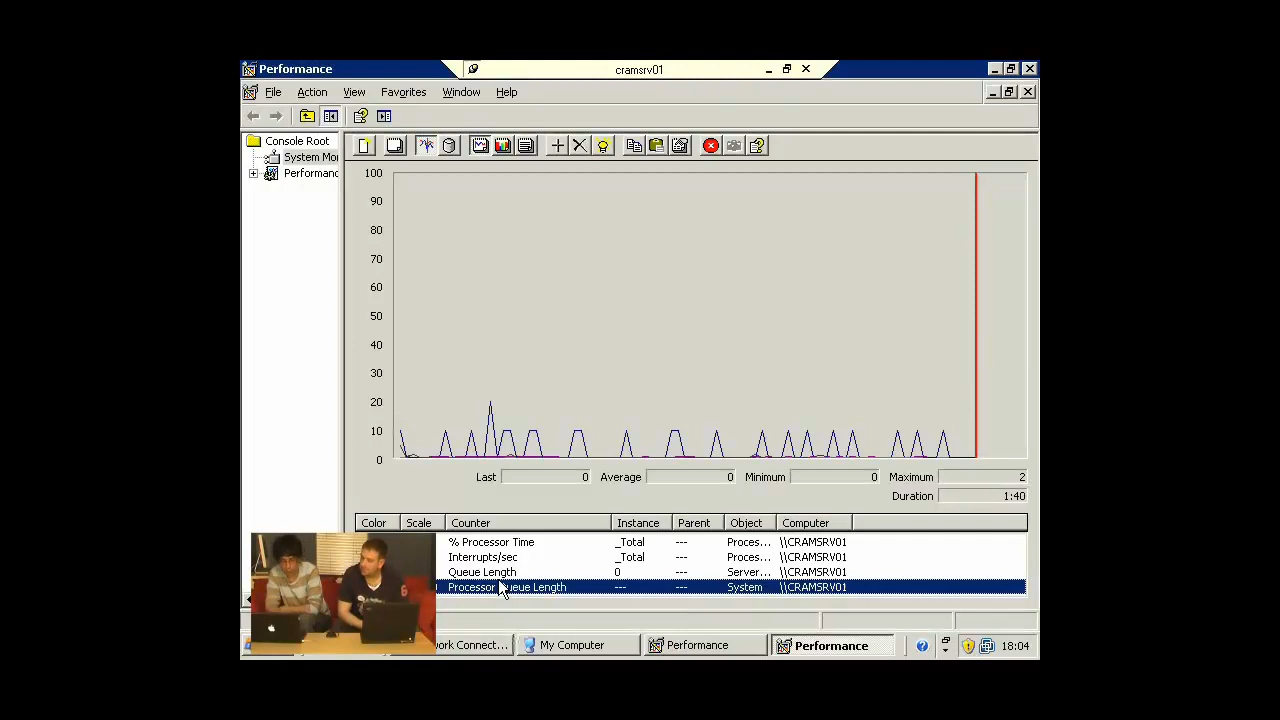 Performance
cramsrv01
File Action View Favorites Window Help
Console Root
System Mo
Performanc
100
90
80
70
60
50
40
30
20
10
0
Last 0 Average 0 Minimum 0 Maximum 2
Duration 1:40
Color Scale Counter Instance Parent Object Computer
% Processor Time _Total --- Proces... \\CRAMSRV01
Interrupts/sec _Total --- Proces... \\CRAMSRV01
Queue Length 0 --- Server... \\CRAMSRV01
Processor Queue Length --- --- System \\CRAMSRV01
work Connect... My Computer Performance Performance 18:04